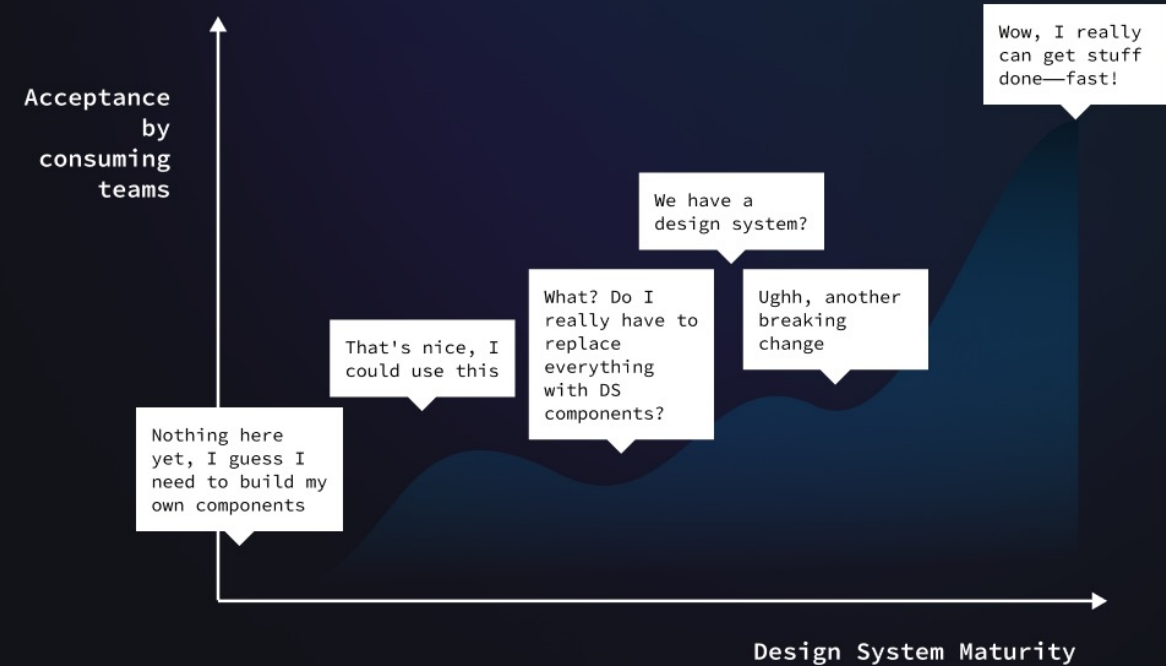 Acceptance
by
consuming
teams
Nothing here
yet, I guess I
need to build my
own components
That's nice, I
could use this
What? Do I
really have to
replace
everything
with DS
components?
We have a
design system?
Ughh, another
breaking
change
Wow, I really
can get stuff
done——fast!
Design System Maturity